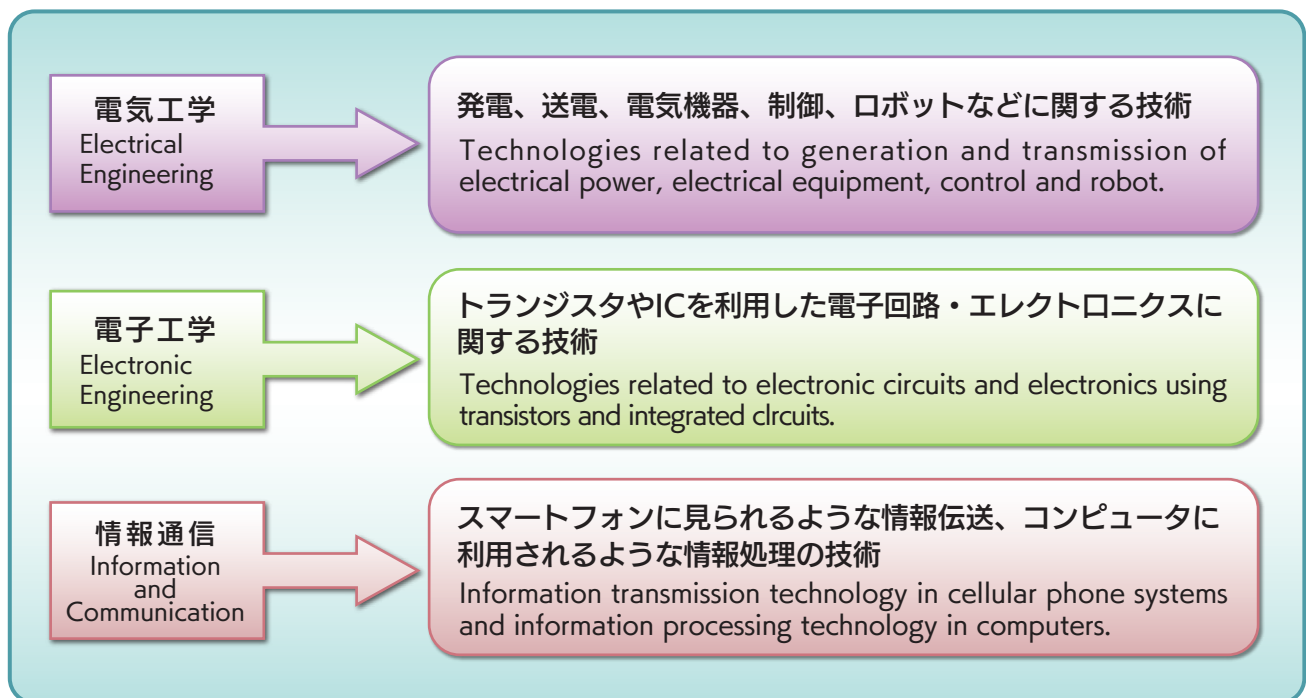 電気工学
Electrical
Engineering
発電、送電、電気機器、制御、ロボットなどに関する技術
Technologies related to generation and transmission of
electrical power, electrical equipment, control and robot.
電子工学
Electronic
Engineering
トランジスタやICを利用した電子回路・エレクトロニクスに
関する技術
Technologies related to electronic circuits and electronics using
transistors and integrated clrcuits.
情報通信
Information
and
Communication
スマートフォンに見られるような情報伝送、コンピュータに
利用されるような情報処理の技術
Information transmission technology in cellular phone systems
and information processing technology in computers.